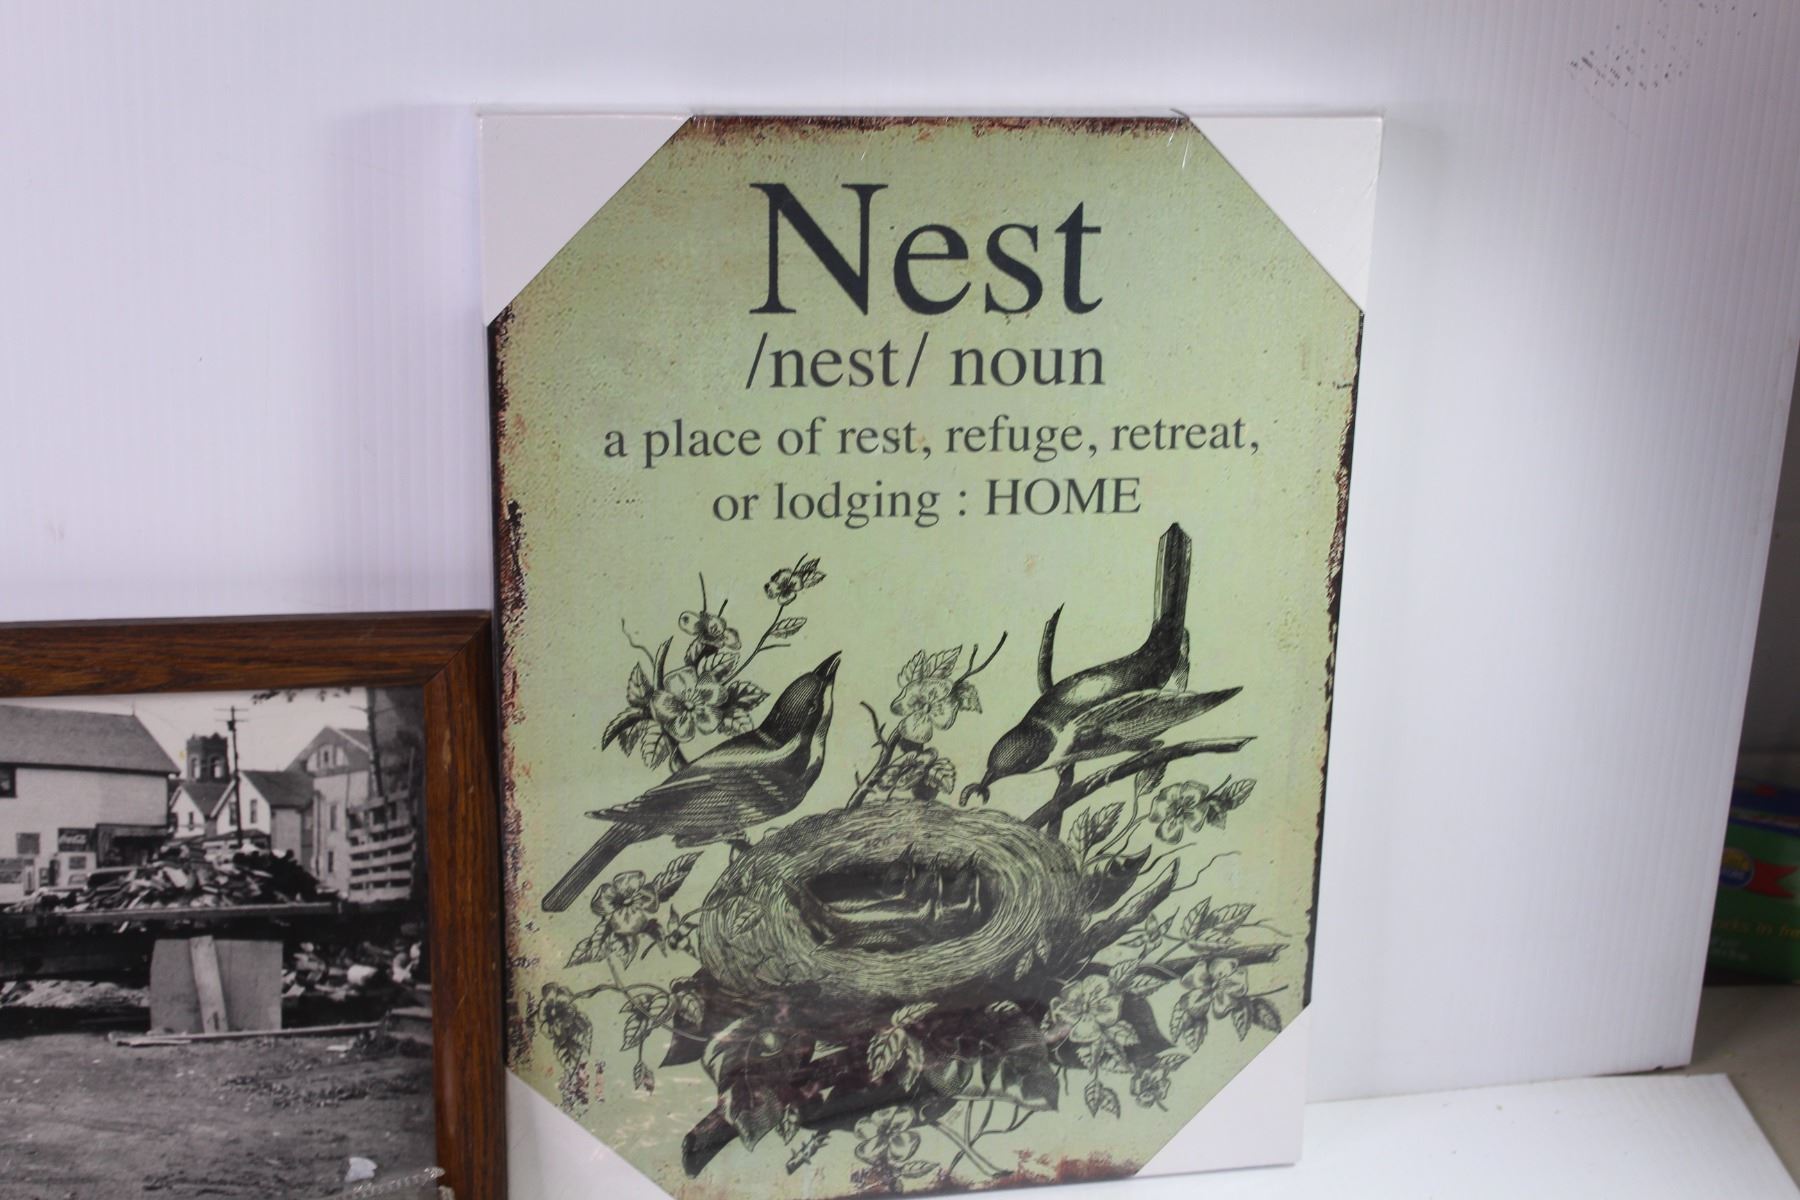 Nest
/nest/ noun
a place of rest, refuge, retreat,
or lodging : HOME